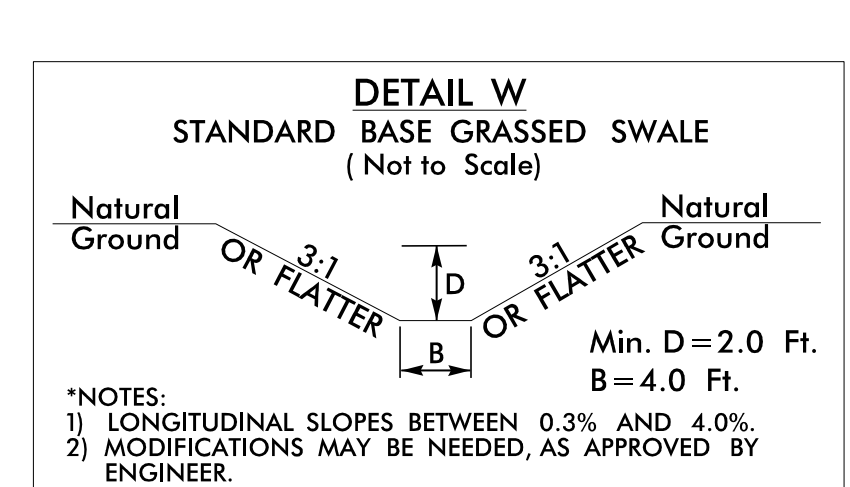 DETAIL W
STANDARD BASE GRASSED SWALE
( Not to Scale)
Natural
Ground
3:1
OR FLATTER
D
B
3:1
OR FLATTER
Natural
Ground
Min. D=2.0 Ft.
B=4.0 Ft.
*NOTES:
1) LONGITUDINAL SLOPES BETWEEN 0.3% AND 4.0%.
2) MODIFICATIONS MAY BE NEEDED, AS APPROVED BY
ENGINEER.